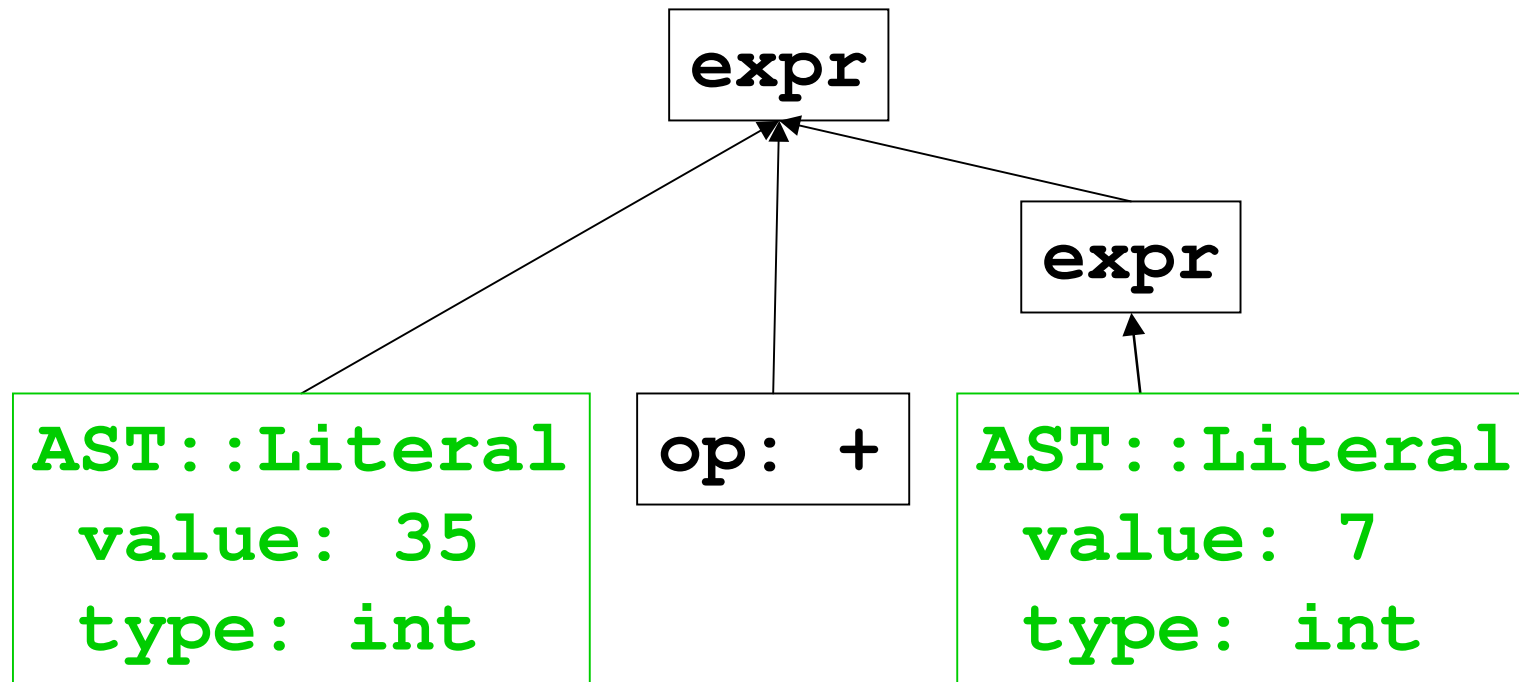 expr
expr
AST::Literal
value: 35
type: int
op: +
AST::Literal
value: 7
type: int